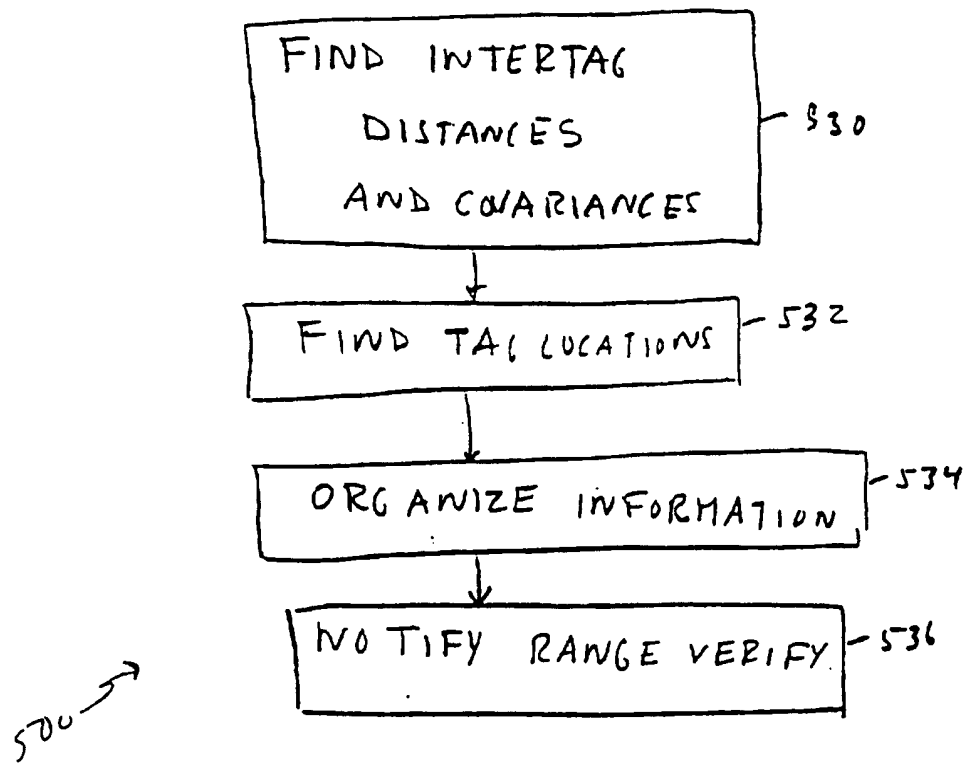 FIND INTERTAG
DISTANCES
AND COVARIANCES
530
FIND TAG LOCATIONS
532
ORGANIZE INFORMATION
534
NOTIFY RANGE VERIFY
536
500